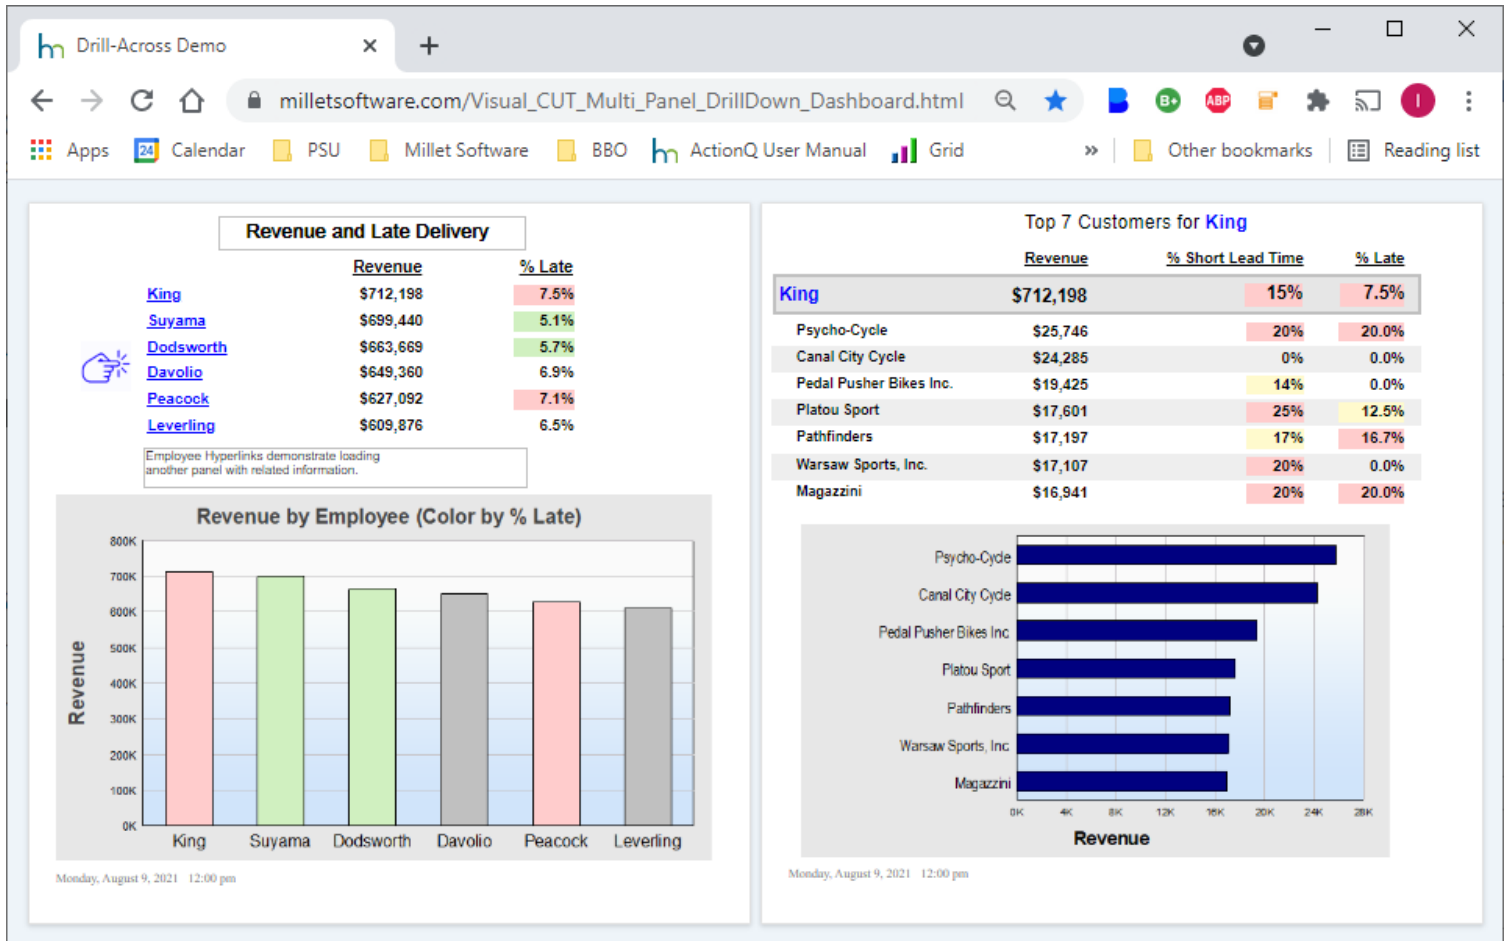 Drill-Across Demo
milletsoftware.com/Visual_CUT_Multi_Panel_DrillDown_Dashboard.html
B+
ABP
I
Apps
24
Calendar
PSU
Millet Software
BBO
ActionQ User Manual
Grid
»
Other bookmarks
Reading list
Revenue and Late Delivery
Revenue % Late
King $712,198 7.5%
Suyama $699,440 5.1%
Dodsworth $663,669 5.7%
Davolio $649,360 6.9%
Peacock $627,092 7.1%
Leverling $609,876 6.5%
Employee Hyperlinks demonstrate loading
another panel with related information.
Revenue by Employee (Color by % Late)
800K
700K
600K
500K
400K
300K
200K
100K
0K
Revenue
King Suyama Dodsworth Davolio Peacock Leverling
Monday, August 9, 2021 12:00 pm
Top 7 Customers for King
Revenue % Short Lead Time % Late
King $712,198 15% 7.5%
Psycho-Cycle $25,746 20% 20.0%
Canal City Cycle $24,285 0% 0.0%
Pedal Pusher Bikes Inc. $19,425 14% 0.0%
Platou Sport $17,601 25% 12.5%
Pathfinders $17,197 17% 16.7%
Warsaw Sports, Inc. $17,107 20% 0.0%
Magazzini $16,941 20% 20.0%
Psycho-Cycle
Canal City Cycle
Pedal Pusher Bikes Inc
Platou Sport
Pathfinders
Warsaw Sports, Inc
Magazzini
0K 4K 8K 12K 16K 20K 24K 28K
Revenue
Monday, August 9, 2021 12:00 pm